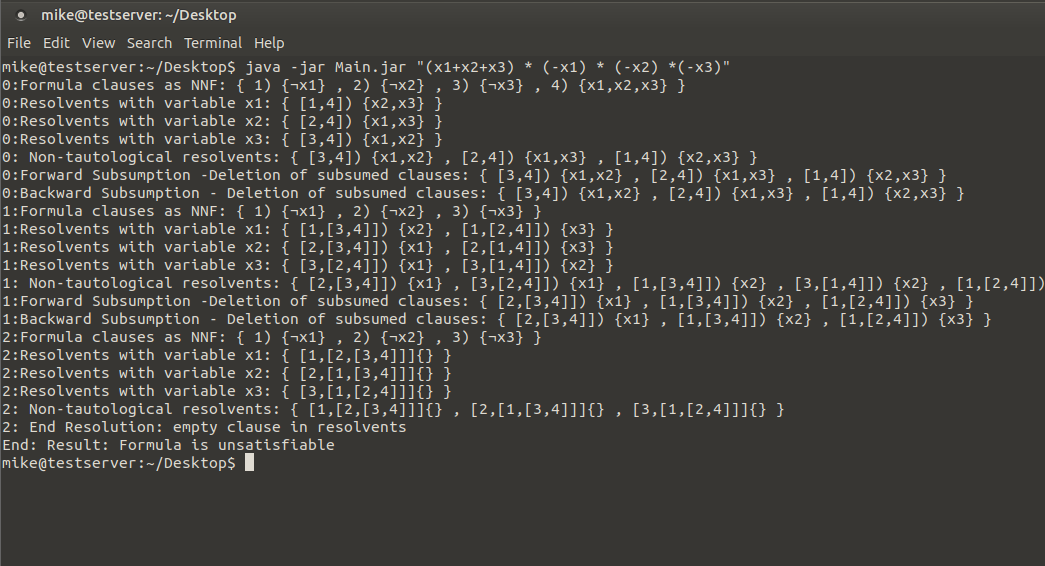 mike@testserver: ~/Desktop
File Edit View Search Terminal Help
mike@testserver:~/Desktop$ java -jar Main.jar "(x1+x2+x3) * (-x1) * (-x2) *(-x3)"
0:Formula clauses as NNF: { 1) {¬x1} , 2) {¬x2} , 3) {¬x3} , 4) {x1,x2,x3} }
0:Resolvents with variable x1: { [1,4]) {x2,x3} }
0:Resolvents with variable x2: { [2,4]) {x1,x3} }
0:Resolvents with variable x3: { [3,4]) {x1,x2} }
0: Non-tautological resolvents: { [3,4]) {x1,x2} , [2,4]) {x1,x3} , [1,4]) {x2,x3} }
0:Forward Subsumption -Deletion of subsumed clauses: { [3,4]) {x1,x2} , [2,4]) {x1,x3} , [1,4]) {x2,x3} }
0:Backward Subsumption - Deletion of subsumed clauses: { [3,4]) {x1,x2} , [2,4]) {x1,x3} , [1,4]) {x2,x3} }
1:Formula clauses as NNF: { 1) {¬x1} , 2) {¬x2} , 3) {¬x3} }
1:Resolvents with variable x1: { [1,[3,4]]) {x2} , [1,[2,4]]) {x3} }
1:Resolvents with variable x2: { [2,[3,4]]) {x1} , [2,[1,4]]) {x3} }
1:Resolvents with variable x3: { [3,[2,4]]) {x1} , [3,[1,4]]) {x2} }
1: Non-tautological resolvents: { [2,[3,4]]) {x1} , [3,[2,4]]) {x1} , [1,[3,4]]) {x2} , [3,[1,4]]) {x2} , [1,[2,4]])
1:Forward Subsumption -Deletion of subsumed clauses: { [2,[3,4]]) {x1} , [1,[3,4]]) {x2} , [1,[2,4]]) {x3} }
1:Backward Subsumption - Deletion of subsumed clauses: { [2,[3,4]]) {x1} , [1,[3,4]]) {x2} , [1,[2,4]]) {x3} }
2:Formula clauses as NNF: { 1) {¬x1} , 2) {¬x2} , 3) {¬x3} }
2:Resolvents with variable x1: { [1,[2,[3,4]]]{} }
2:Resolvents with variable x2: { [2,[1,[3,4]]]{} }
2:Resolvents with variable x3: { [3,[1,[2,4]]]{} }
2: Non-tautological resolvents: { [1,[2,[3,4]]]{} , [2,[1,[3,4]]]{} , [3,[1,[2,4]]]{} }
2: End Resolution: empty clause in resolvents
End: Result: Formula is unsatisfiable
mike@testserver:~/Desktop$